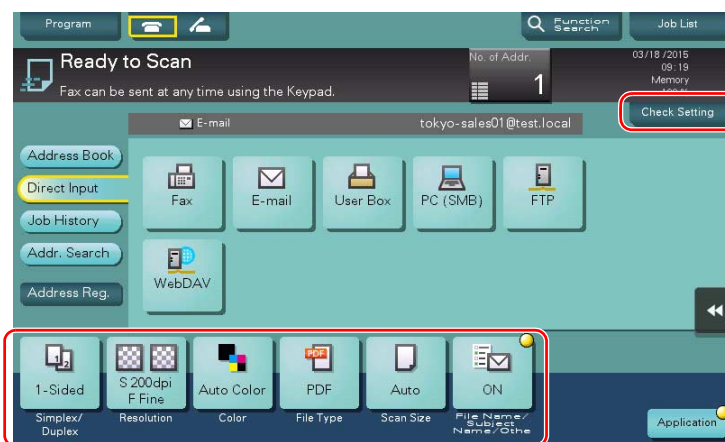 Program
Function
Search
Job List
Ready to Scan
No. of Addr.
1
03/18/2015
09:19
Memory
Fax can be sent at any time using the Keypad.
Check Setting
E-mail
tokyo-sales01@test.local
Address Book
Direct Input
Job History
Addr. Search
Address Reg.
Fax
E-mail
User Box
PC (SMB)
FTP
WebDAV
1-Sided
S 200dpi
F Fine
Auto Color
PDF
PDF
Auto
ON
Simplex/
Duplex
Resolution
Color
File Type
Scan Size
File Name/
Subject
Name/Othe
Application